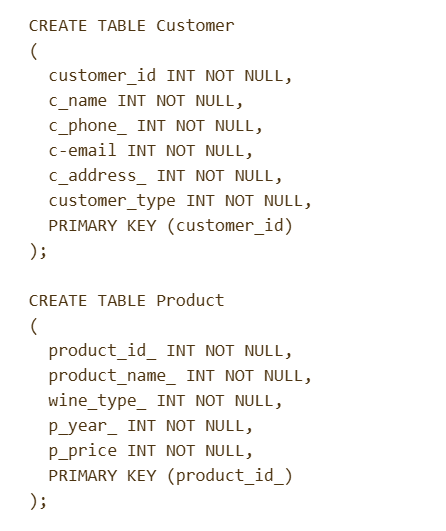 CREATE TABLE Customer
(
  customer_id INT NOT NULL,
  c_name INT NOT NULL,
  c_phone_ INT NOT NULL,
  c-email INT NOT NULL,
  c_address_ INT NOT NULL,
  customer_type INT NOT NULL,
  PRIMARY KEY (customer_id)
);

CREATE TABLE Product
(
  product_id_ INT NOT NULL,
  product_name_ INT NOT NULL,
  wine_type_ INT NOT NULL,
  p_year_ INT NOT NULL,
  p_price INT NOT NULL,
  PRIMARY KEY (product_id_)
);